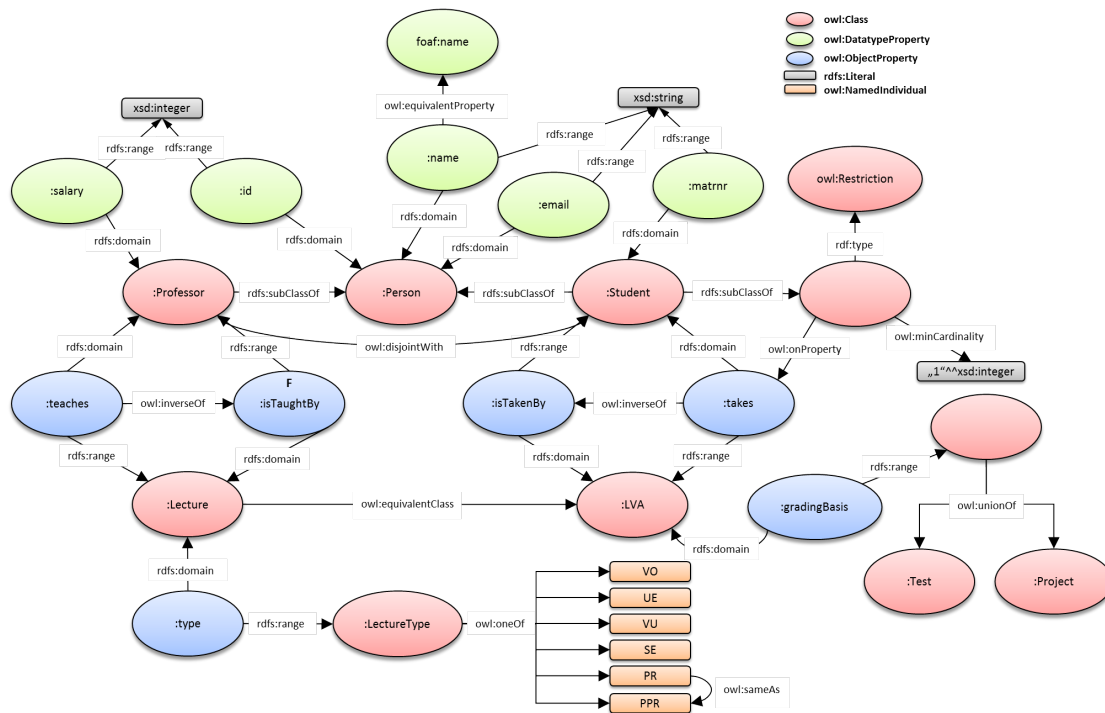 foaf:name
owl:Class
owl:DatatypeProperty
owl:ObjectProperty
rdfs:Literal
owl:NamedIndividual
xsd:integer
owl:equivalentProperty
xsd:string
rdfs:range
rdfs:range
rdfs:range
rdfs:range
rdfs:range
:salary
:id
:name
:email
:matrnr
owl:Restriction
rdfs:domain
rdfs:domain
rdfs:domain
rdfs:domain
rdfs:domain
rdf:type
:Professor
rdfs:subClassOf
:Person
rdfs:subClassOf
:Student
rdfs:subClassOf
owl:minCardinality
rdfs:domain
rdfs:range
owl:disjointWith
rdfs:range
rdfs:domain
owl:onProperty
„1“^^xsd:integer
:teaches
owl:inverseOf
F
:isTaughtBy
:isTakenBy
owl:inverseOf
:takes
rdfs:range
rdfs:domain
rdfs:domain
rdfs:range
rdfs:range
:Lecture
owl:equivalentClass
:LVA
:gradingBasis
owl:unionOf
rdfs:domain
rdfs:domain
:Test
:Project
:type
rdfs:range
:LectureType
owl:oneOf
VO
UE
VU
SE
PR
PPR
owl:sameAs